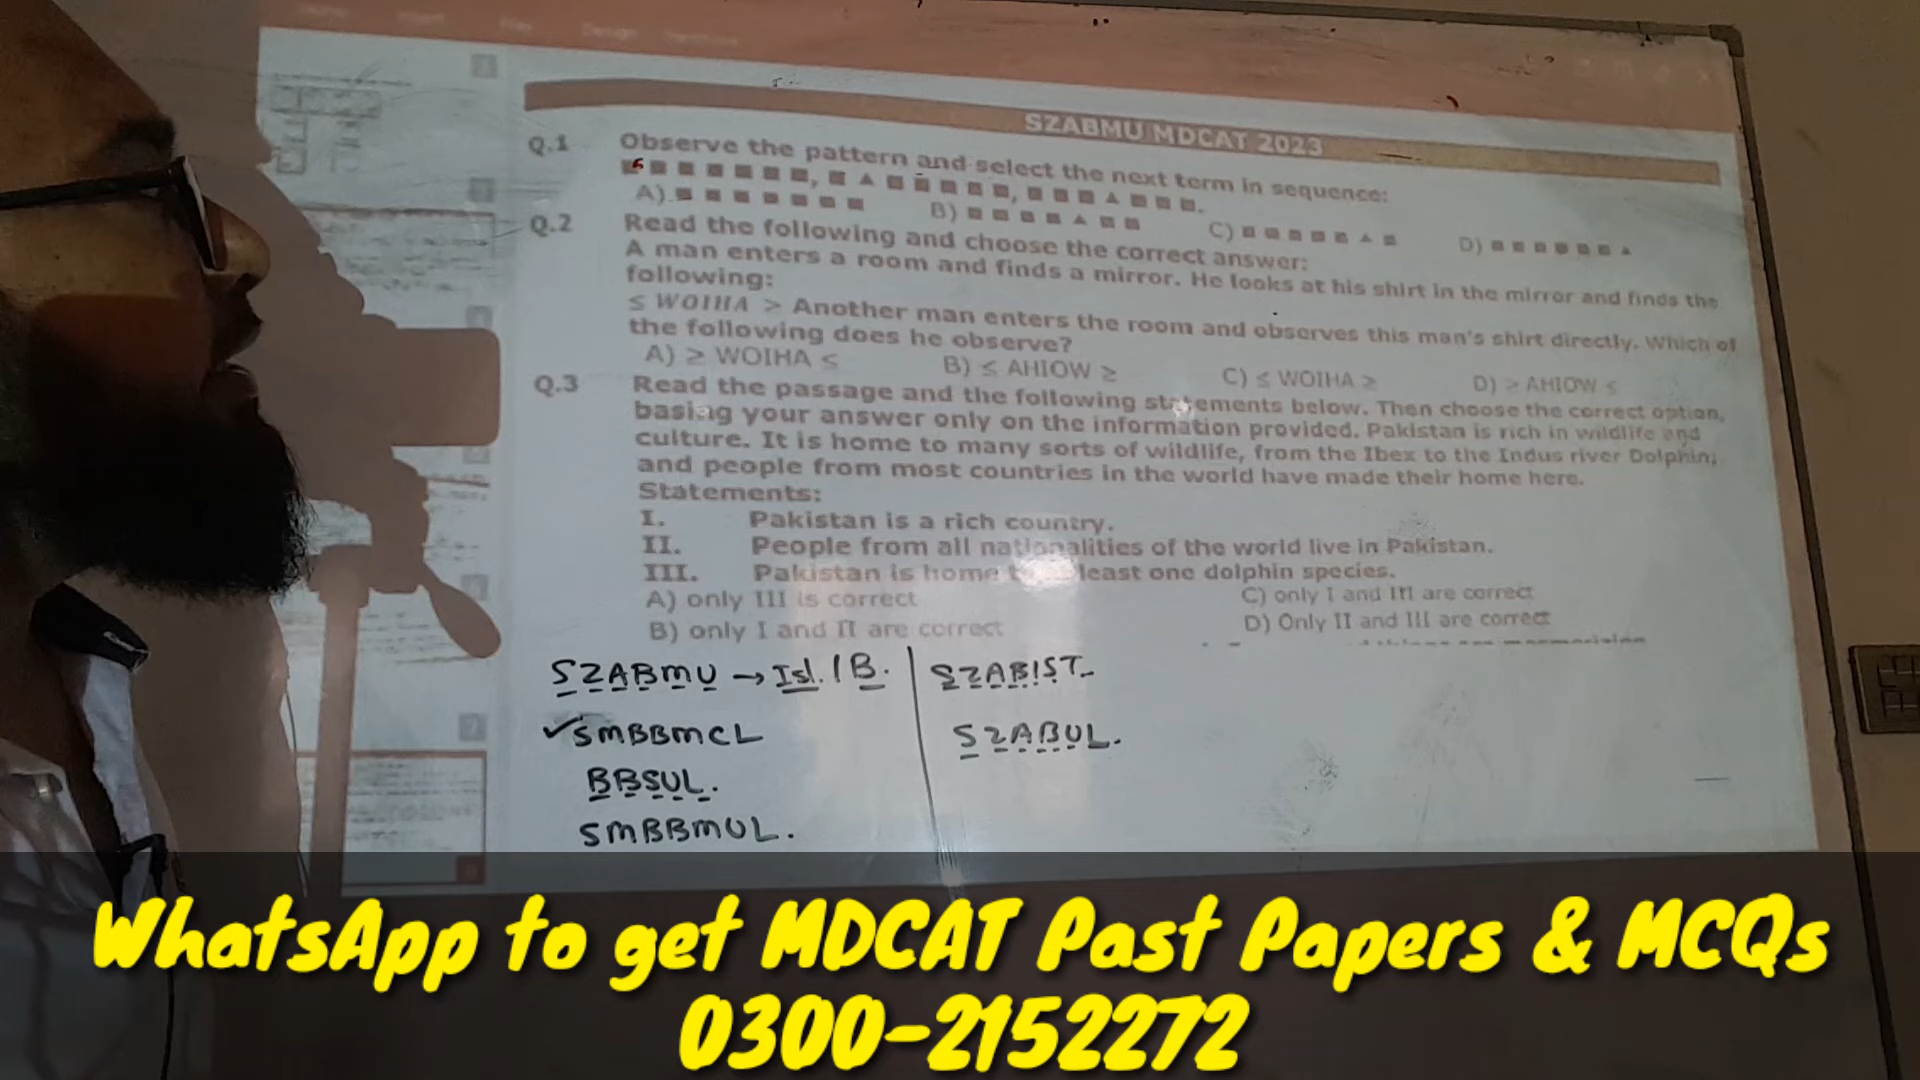 SZABMU MDCAT 2023
Q.1 Observe the pattern and select the next term in sequence:
■ ■ ■ ■ ■ ■ ■, ■ ▲ ■ ■ ■ ■ ■, ■ ■ ■ ▲ ■ ■ ■.
A) ■ ■ ■ ■ ■ ■ ■ B) ■ ■ ■ ■ ▲ ■ ■ C) ■ ■ ■ ■ ■ ▲ ■ D) ■ ■ ■ ■ ■ ■ ▲
Q.2 Read the following and choose the correct answer:
A man enters a room and finds a mirror. He looks at his shirt in the mirror and finds the
following:
≤ WOIHA ≥ Another man enters the room and observes this man's shirt directly. Which of
the following does he observe?
A) ≥ WOIHA ≤ B) ≤ AHIOW ≥ C) ≤ WOIHA ≥ D) ≥ AHIOW ≤
Q.3 Read the passage and the following statements below. Then choose the correct option,
basing your answer only on the information provided. Pakistan is rich in wildlife and
culture. It is home to many sorts of wildlife, from the Ibex to the Indus river Dolphin,
and people from most countries in the world have made their home here.
Statements:
I. Pakistan is a rich country.
II. People from all nationalities of the world live in Pakistan.
III. Pakistan is home least one dolphin species.
A) only III is correct C) only I and III are correct
B) only I and II are correct D) Only II and III are correct
SZABMU → Isl. / B. SZABIST.
✓SMBBMCL SZABUL.
BBSUL.
SMBBMUL.
WhatsApp to get MDCAT Past Papers & MCQs
0300-2152272